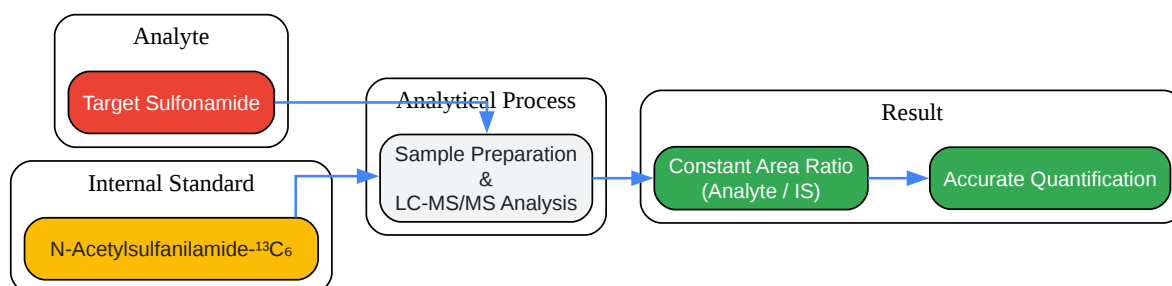 Analyte
Target Sulfonamide
Internal Standard
N-Acetylsulfanilamide-¹³C₆
Analytical Process
Sample Preparation
&
LC-MS/MS Analysis
Result
Constant Area Ratio
(Analyte / IS)
Accurate Quantification